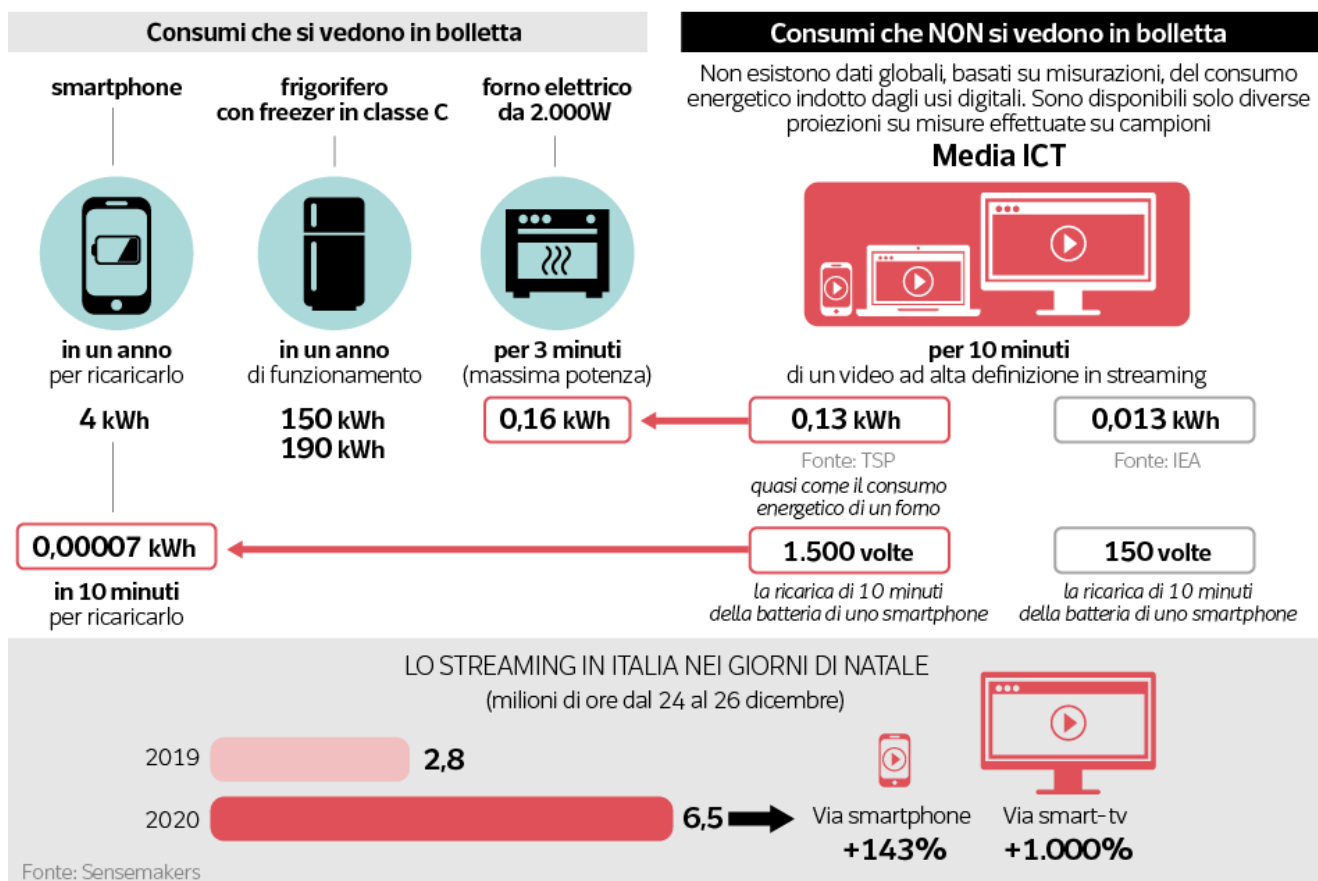 Consumi che si vedono in bolletta
smartphone
frigorifero
con freezer in classe C
forno elettrico
da 2.000W
in un anno
per ricaricarlo
4 kWh
in un anno
di funzionamento
150 kWh
190 kWh
per 3 minuti
(massima potenza)
0,16 kWh
0,00007 kWh
in 10 minuti
per ricaricarlo
Consumi che NON si vedono in bolletta
Non esistono dati globali, basati su misurazioni, del consumo
energetico indotto dagli usi digitali. Sono disponibili solo diverse
proiezioni su misure effettuate su campioni
Media ICT
per 10 minuti
di un video ad alta definizione in streaming
0,13 kWh
Fonte: TSP
quasi come il consumo
energetico di un forno
1.500 volte
la ricarica di 10 minuti
della batteria di uno smartphone
0,013 kWh
Fonte: IEA
150 volte
la ricarica di 10 minuti
della batteria di uno smartphone
LO STREAMING IN ITALIA NEI GIORNI DI NATALE
(milioni di ore dal 24 al 26 dicembre)
2019
2,8
2020
6,5
Via smartphone
+143%
Via smart-tv
+1.000%
Fonte: Sensemakers